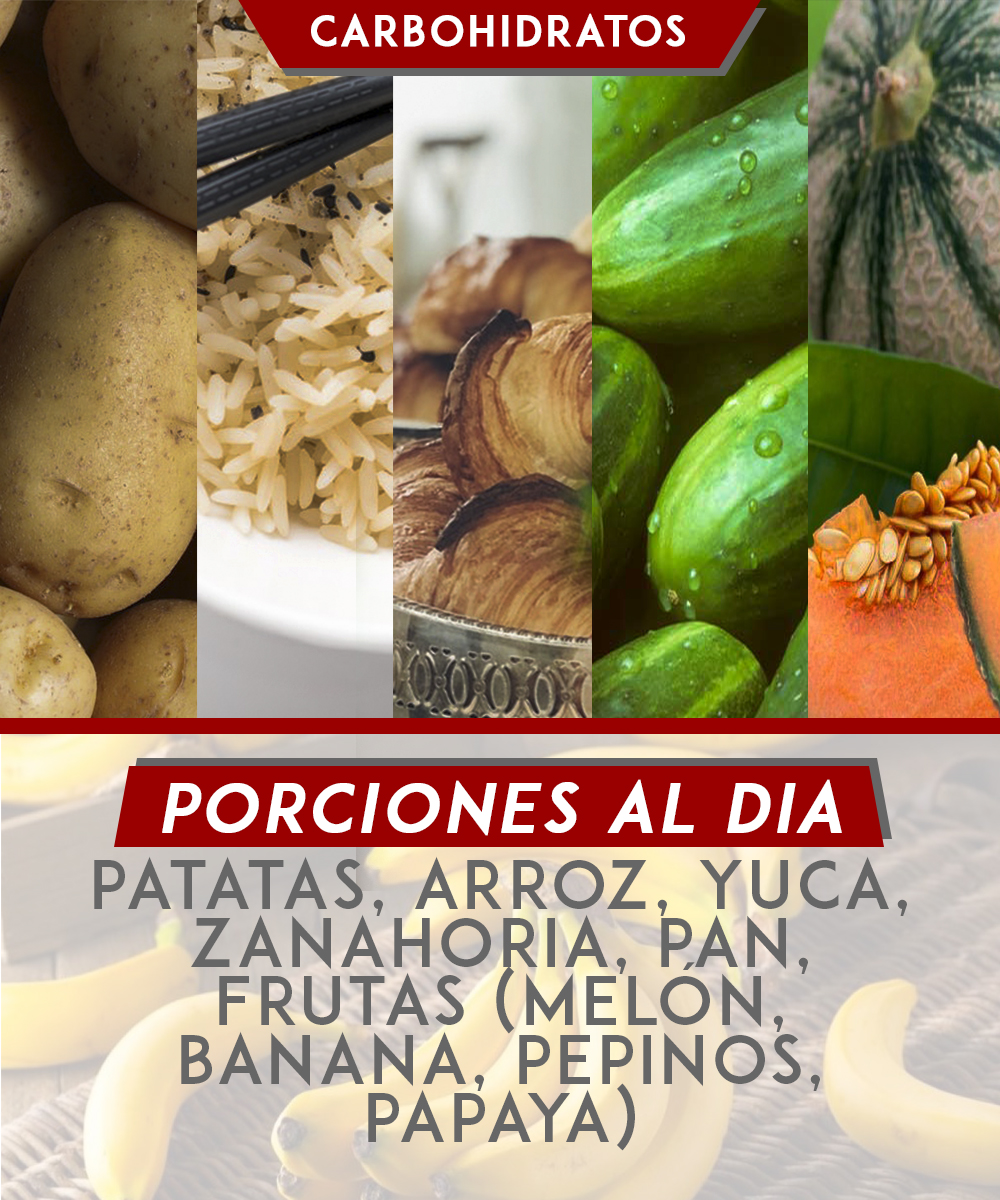 CARBOHIDRATOS
PORCIONES AL DIA
PATATAS, ARROZ, YUCA,
ZANAHORIA, PAN,
FRUTAS (MELÓN,
BANANA, PEPINOS,
PAPAYA)